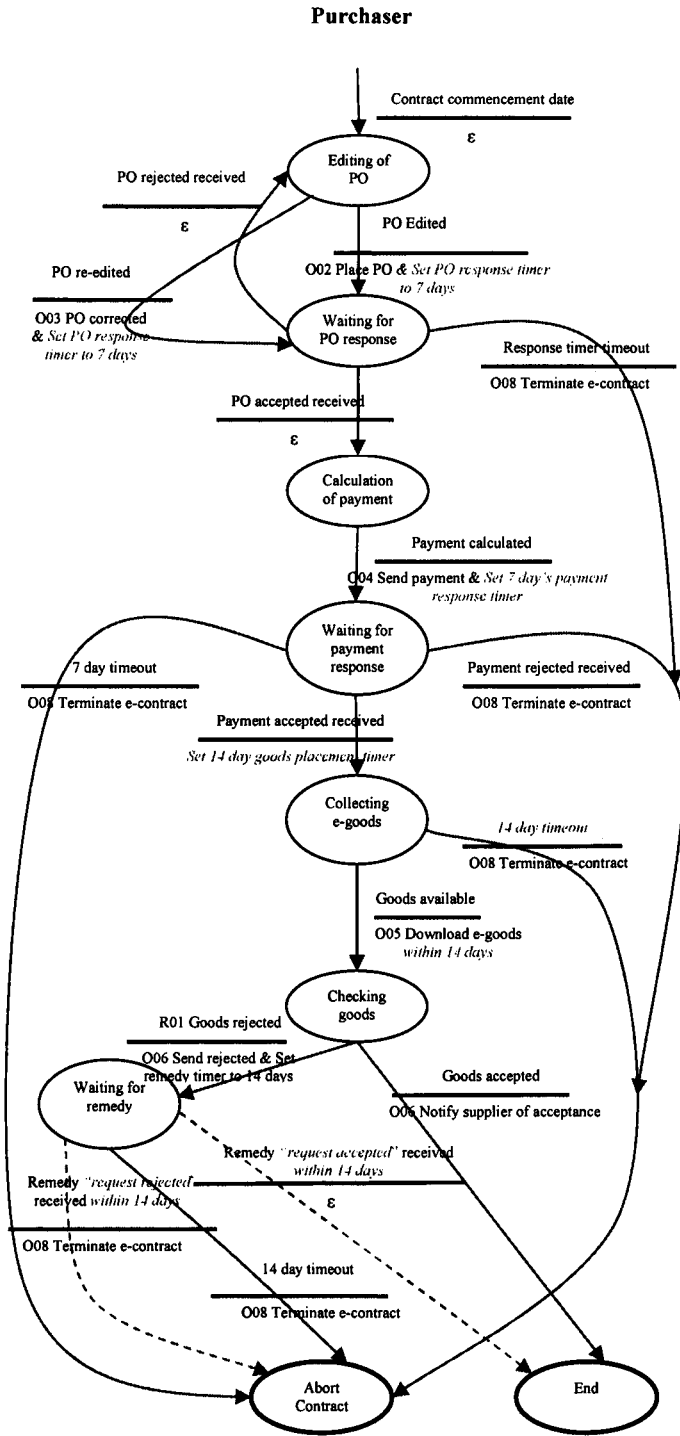 Purchaser
Contract commencement date
ε
Editing of
PO
PO rejected received
ε
PO Edited
O02 Place PO & Set PO response timer
to 7 days
PO re-edited
O03 PO corrected
& Set PO response
timer to 7 days
Waiting for
PO response
Response timer timeout
O08 Terminate e-contract
PO accepted received
ε
Calculation
of payment
Payment calculated
O04 Send payment & Set 7 day's payment
response timer
Waiting for
payment
response
7 day timeout
O08 Terminate e-contract
Payment rejected received
O08 Terminate e-contract
Payment accepted received
Set 14 day goods placement timer
Collecting
e-goods
14 day timeout
O08 Terminate e-contract
Goods available
O05 Download e-goods
within 14 days
Checking
goods
R01 Goods rejected
O06 Send rejected & Set
remedy timer to 14 days
Waiting for
remedy
Goods accepted
O06 Notify supplier of acceptance
Remedy "request accepted" received
within 14 days
ε
Remedy "request rejected
received within 14 days
O08 Terminate e-contract
14 day timeout
O08 Terminate e-contract
Abort
Contract
End